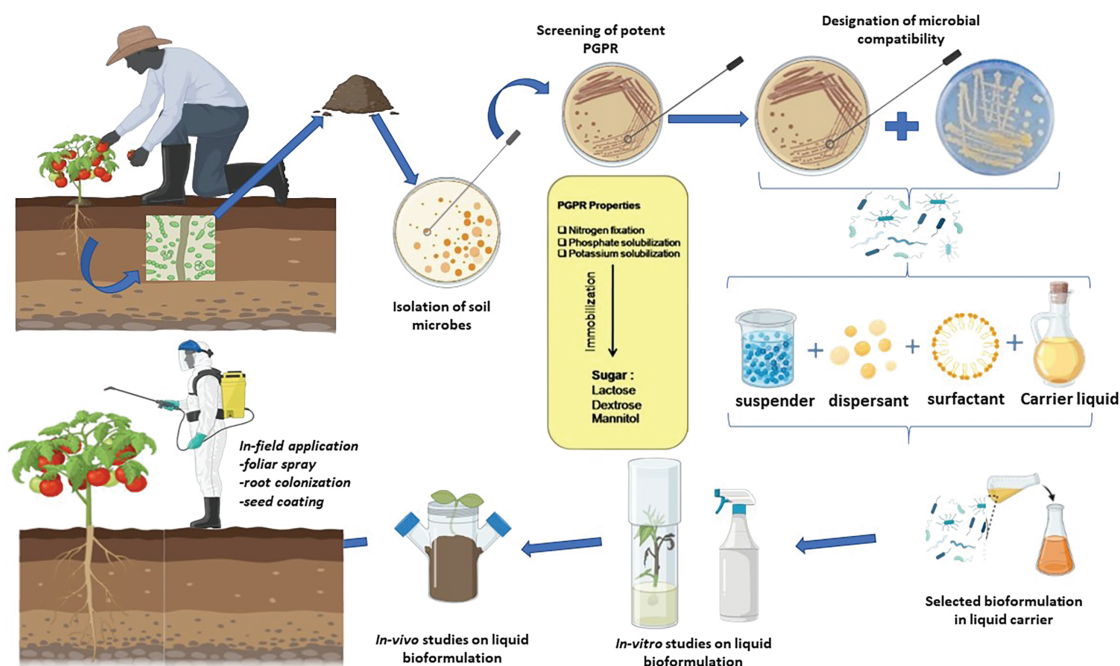 Screening of potent
PGPR
Designation of microbial
compatibility
Isolation of soil
microbes
PGPR Properties
❑ Nitrogen fixation
❑ Phosphate solubilization
❑ Potassium solubilization
Immobilization
Sugar :
Lactose
Dextrose
Mannitol
+
+ + +
suspender dispersant surfactant Carrier liquid
In-field application
-foliar spray
-root colonization
-seed coating
In-vivo studies on liquid
bioformulation
In-vitro studies on liquid
bioformulation
Selected bioformulation
in liquid carrier